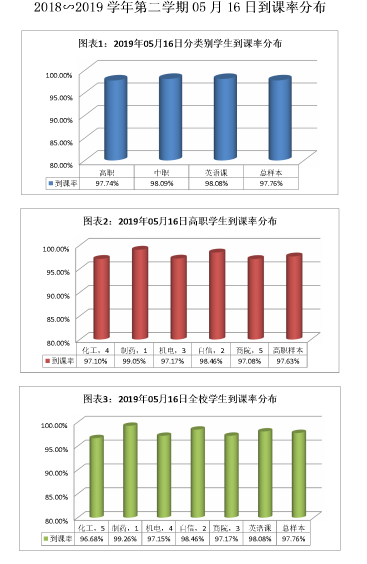 2018∽2019 学年第二学期 05 月 16 日到课率分布
图表1：2019年05月16日分类别学生到课率分布
100.00%
95.00%
90.00%
85.00%
80.00%
高职 中职 英语课 总样本
到课率 97.74% 98.09% 98.08% 97.76%
图表2：2019年05月16日高职学生到课率分布
100.00%
95.00%
90.00%
85.00%
80.00%
化工，4 制药，1 机电，3 自信，2 商院，5 高职样本
到课率 97.10% 99.05% 97.17% 98.46% 97.08% 97.63%
图表3：2019年05月16日全校学生到课率分布
100.00%
95.00%
90.00%
85.00%
80.00%
化工，5 制药，1 机电，4 自信，2 商院，3 英语课 总样本
到课率 96.68% 99.26% 97.15% 98.46% 97.17% 98.08% 97.76%